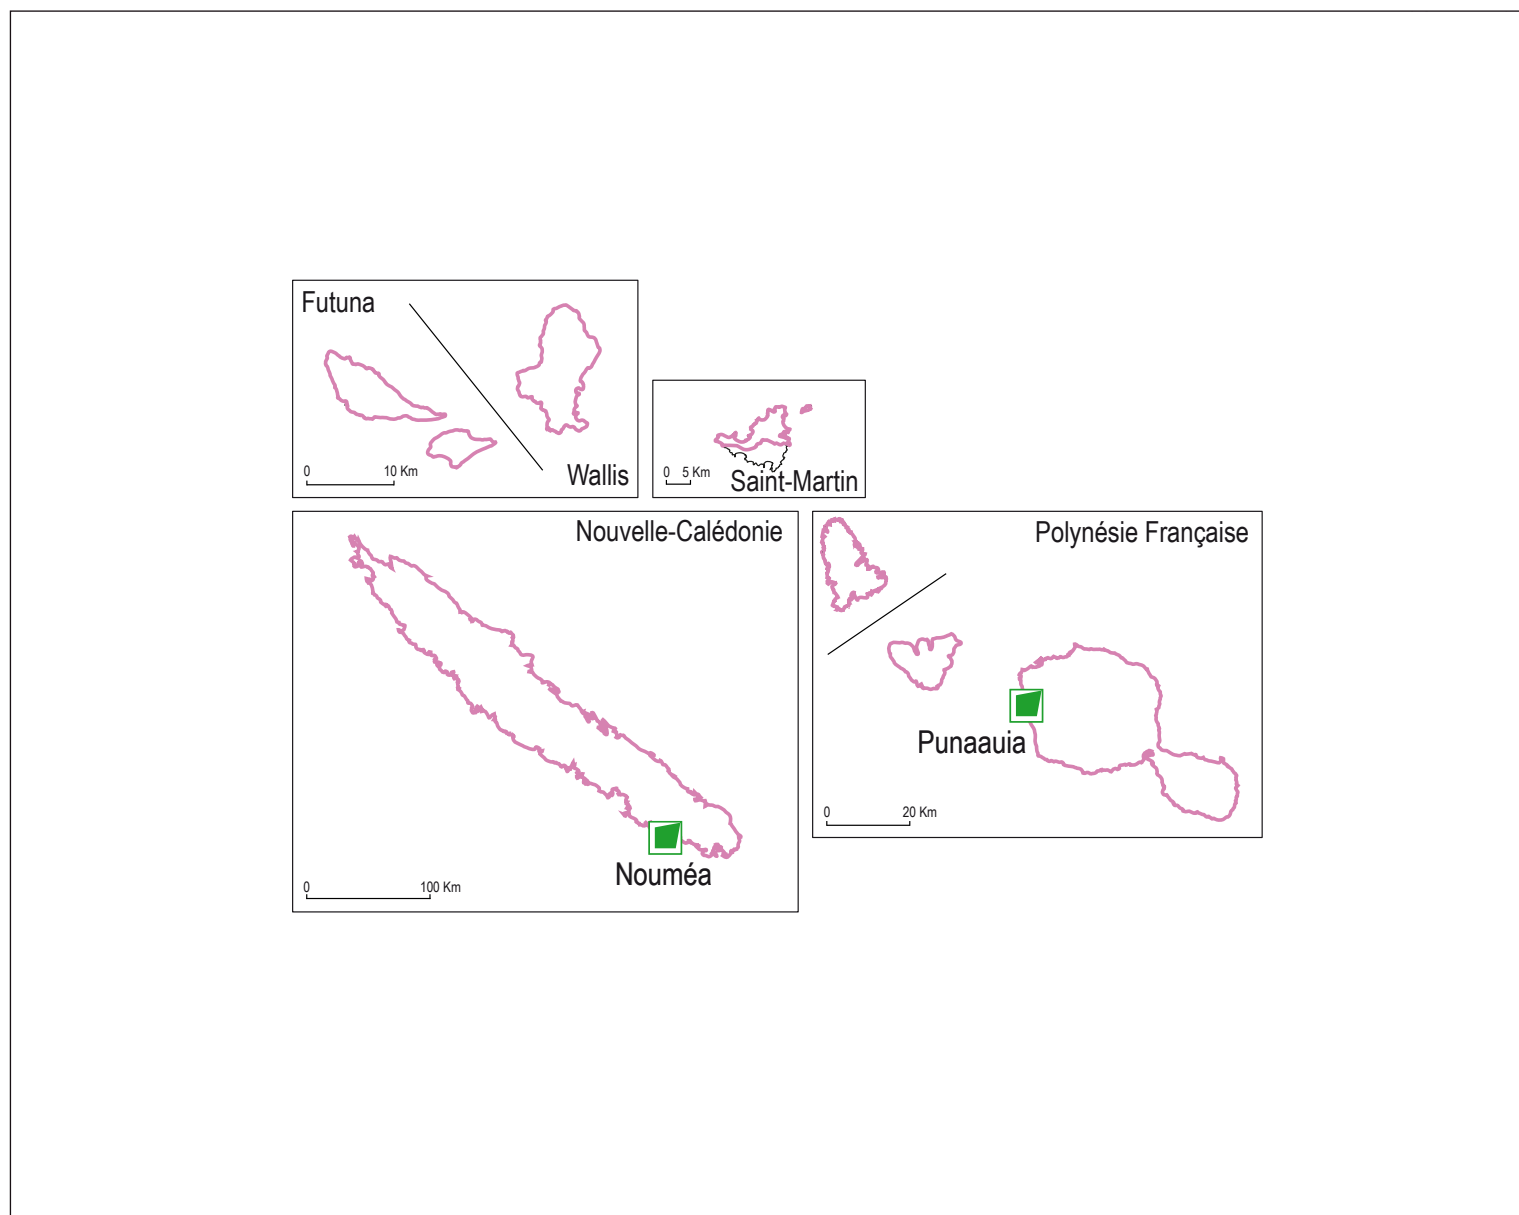 Futuna
0 10 Km
Wallis
0 5 Km
Saint-Martin
Nouvelle-Calédonie
Nouméa
0 100 Km
Polynésie Française
Punaauia
0 20 Km